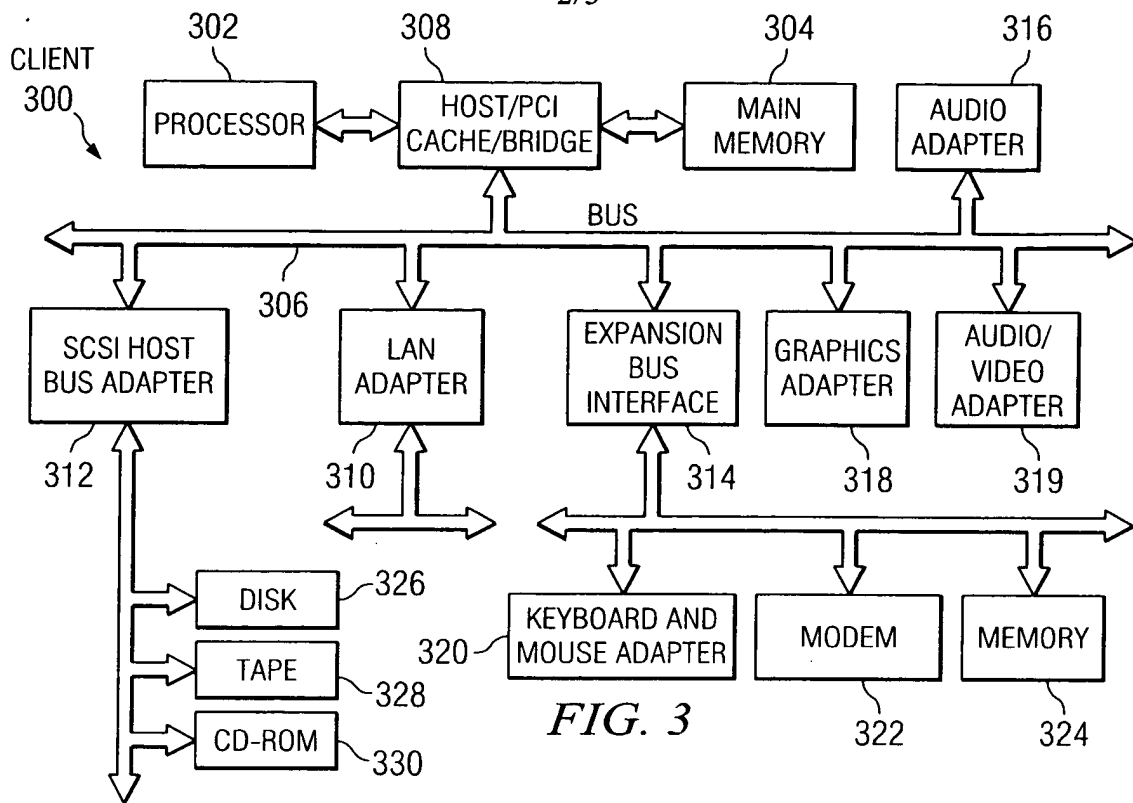 2/3
302
308
304
316
CLIENT
300
PROCESSOR
HOST/PCI
CACHE/BRIDGE
MAIN
MEMORY
AUDIO
ADAPTER
BUS
306
SCSI HOST
BUS ADAPTER
LAN
ADAPTER
EXPANSION
BUS
INTERFACE
GRAPHICS
ADAPTER
AUDIO/
VIDEO
ADAPTER
312
310
314
318
319
DISK
326
TAPE
328
CD-ROM
330
320
KEYBOARD AND
MOUSE ADAPTER
MODEM
MEMORY
322
324
FIG. 3